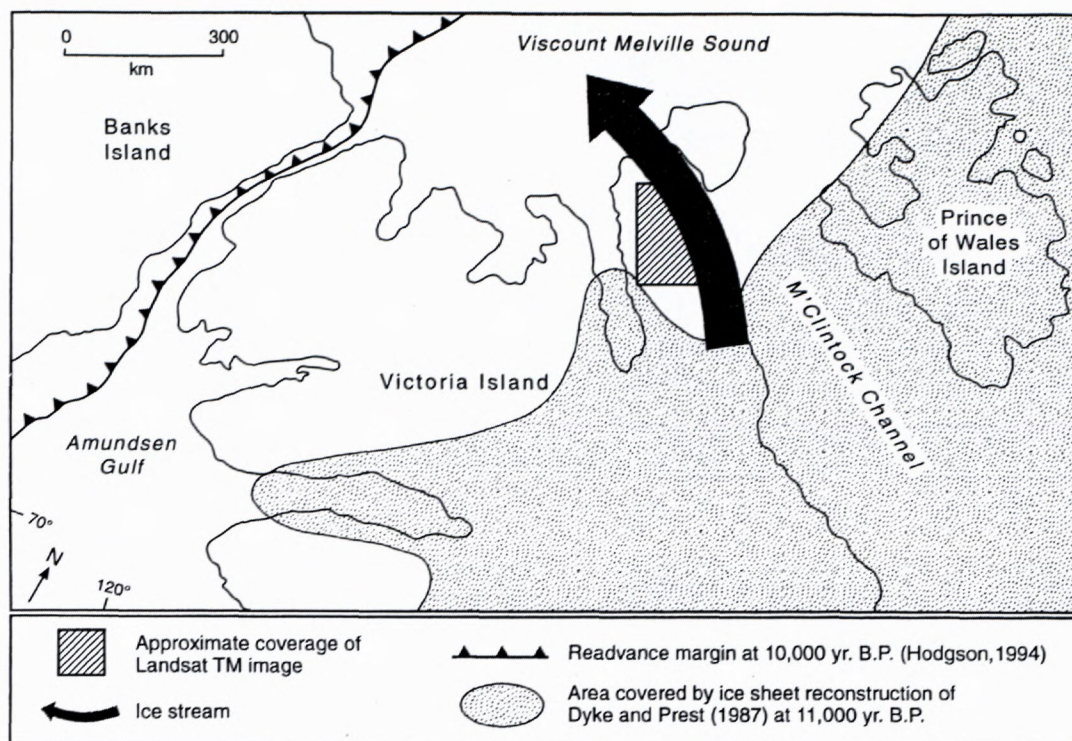 0 300
km
Viscount Melville Sound
Banks
Island
Prince
of Wales
Island
M'Clintock Channel
Victoria Island
Amundsen
Gulf
70°
N
120°
Approximate coverage of
Landsat TM image
Readvance margin at 10,000 yr. B.P. (Hodgson,1994)
Ice stream
Area covered by ice sheet reconstruction of
Dyke and Prest (1987) at 11,000 yr. B.P.